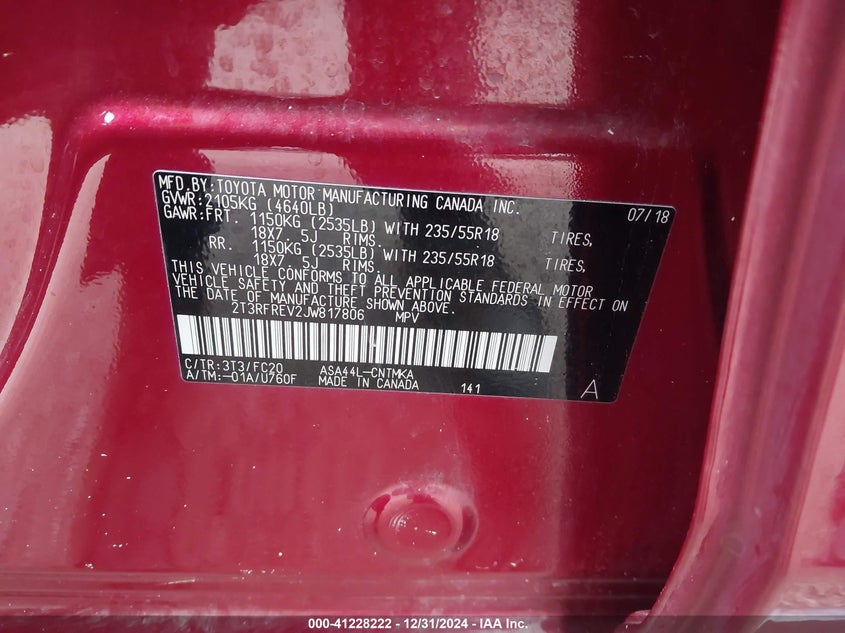 MFD.BY:TOYOTA MOTOR MANUFACTURING CANADA INC. 07/18
GVWR:2105KG (4640LB)
GAWR:FRT. 1150KG (2535LB) WITH 235/55R18 TIRES,
18X7 .5J RIMS.
RR. 1150KG (2535LB) WITH 235/55R18 TIRES,
18X7 .5J RIMS.
THIS VEHICLE CONFORMS TO ALL APPLICABLE FEDERAL MOTOR
VEHICLE SAFETY AND THEFT PREVENTION STANDARDS IN EFFECT ON
THE DATE OF MANUFACTURE SHOWN ABOVE.
2T3RFREV2JW817806 MPV
C/TR:3T3/FC20 ASA44L-CNTMKA
A/TM:-01A/U760F MADE IN CANADA 141 A
000-41228222 - 12/31/2024 - IAA Inc.